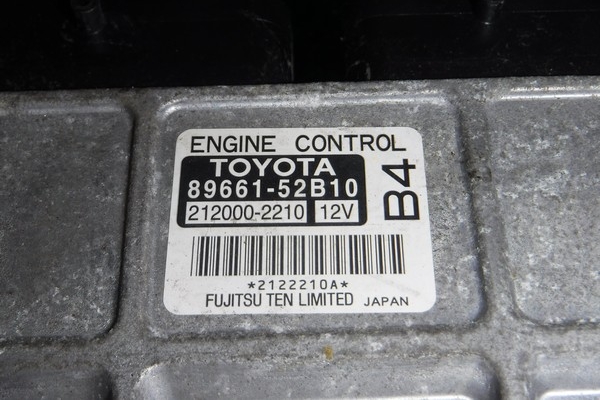 ENGINE CONTROL
TOYOTA
89661-52B10
212000-2210 12V
B4
*2122210A*
FUJITSU TEN LIMITED JAPAN